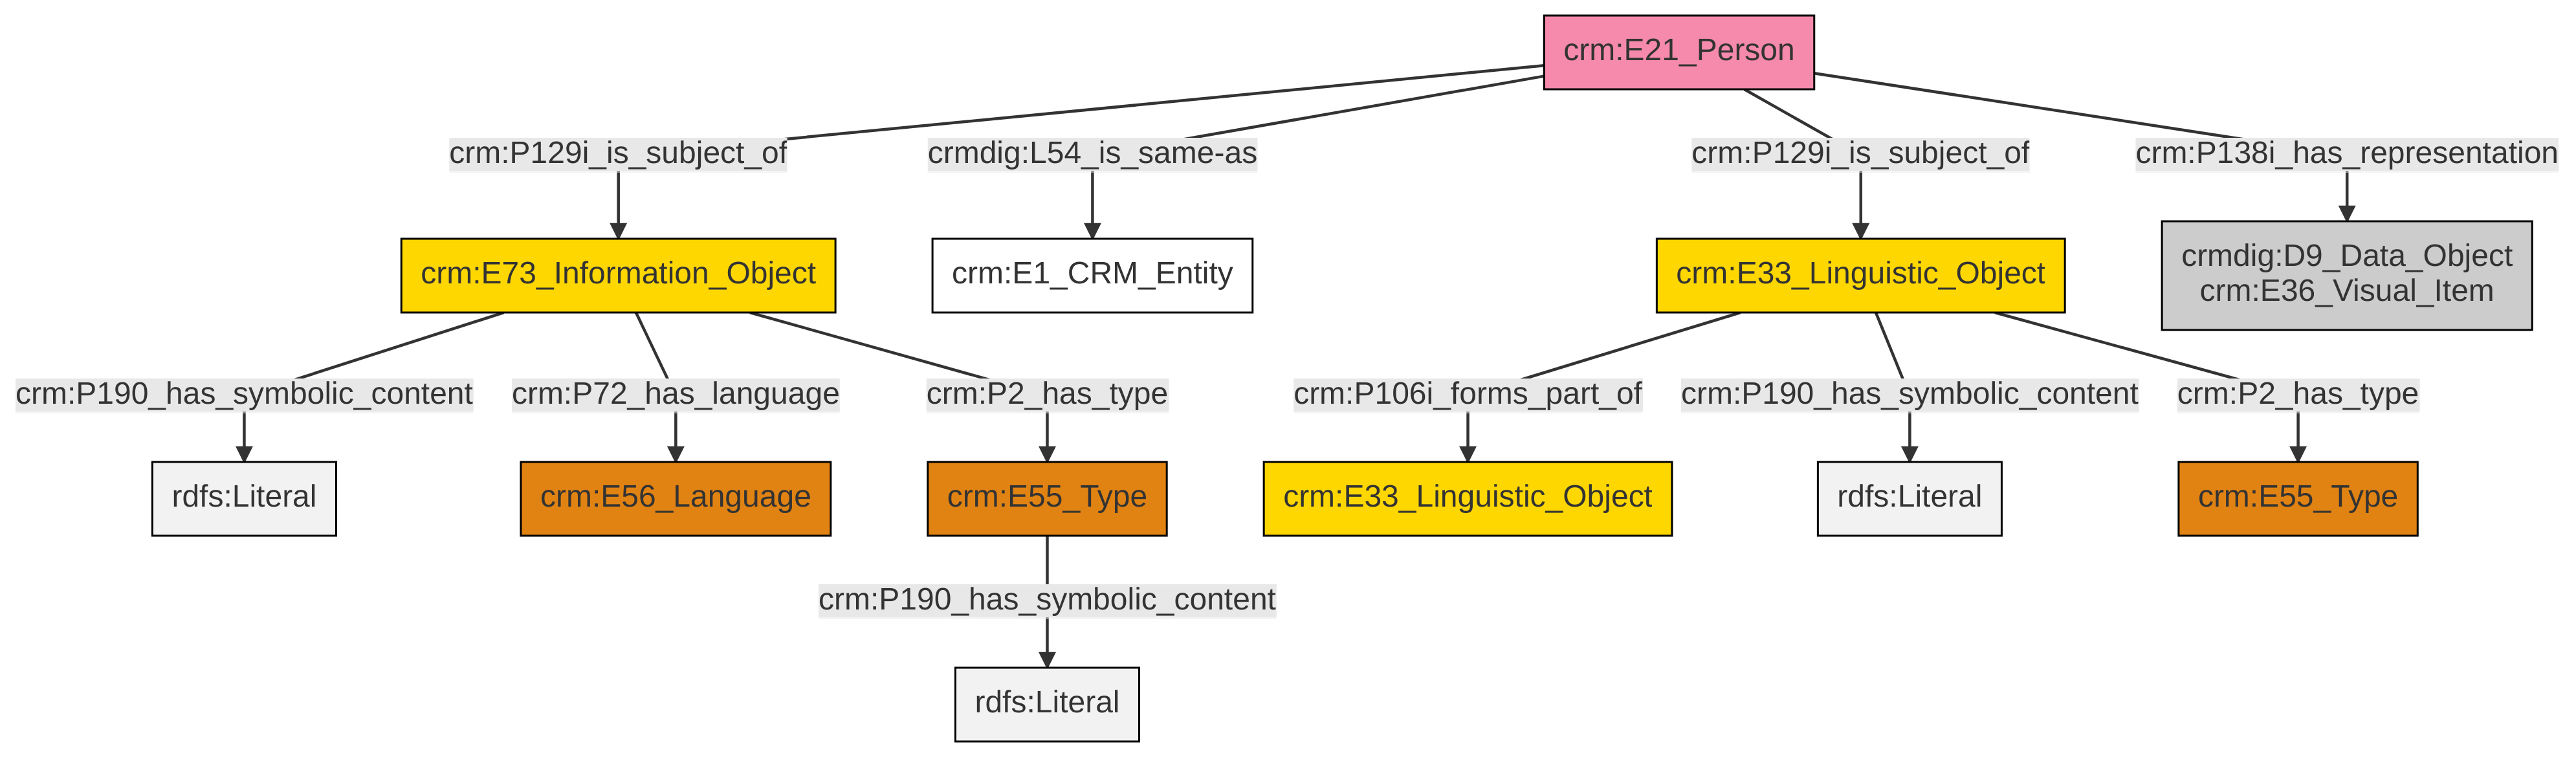 crm:E21_Person
crm:P129i_is_subject_of
crmdig:L54_is_same-as
crm:P129i_is_subject_of
crm:P138i_has_representation
crm:E73_Information_Object
crm:E1_CRM_Entity
crm:E33_Linguistic_Object
crmdig:D9_Data_Object
crm:E36_Visual_Item
crm:P190_has_symbolic_content
crm:P72_has_language
crm:P2_has_type
crm:P106i_forms_part_of
crm:P190_has_symbolic_content
crm:P2_has_type
rdfs:Literal
crm:E56_Language
crm:E55_Type
crm:E33_Linguistic_Object
rdfs:Literal
crm:E55_Type
crm:P190_has_symbolic_content
rdfs:Literal